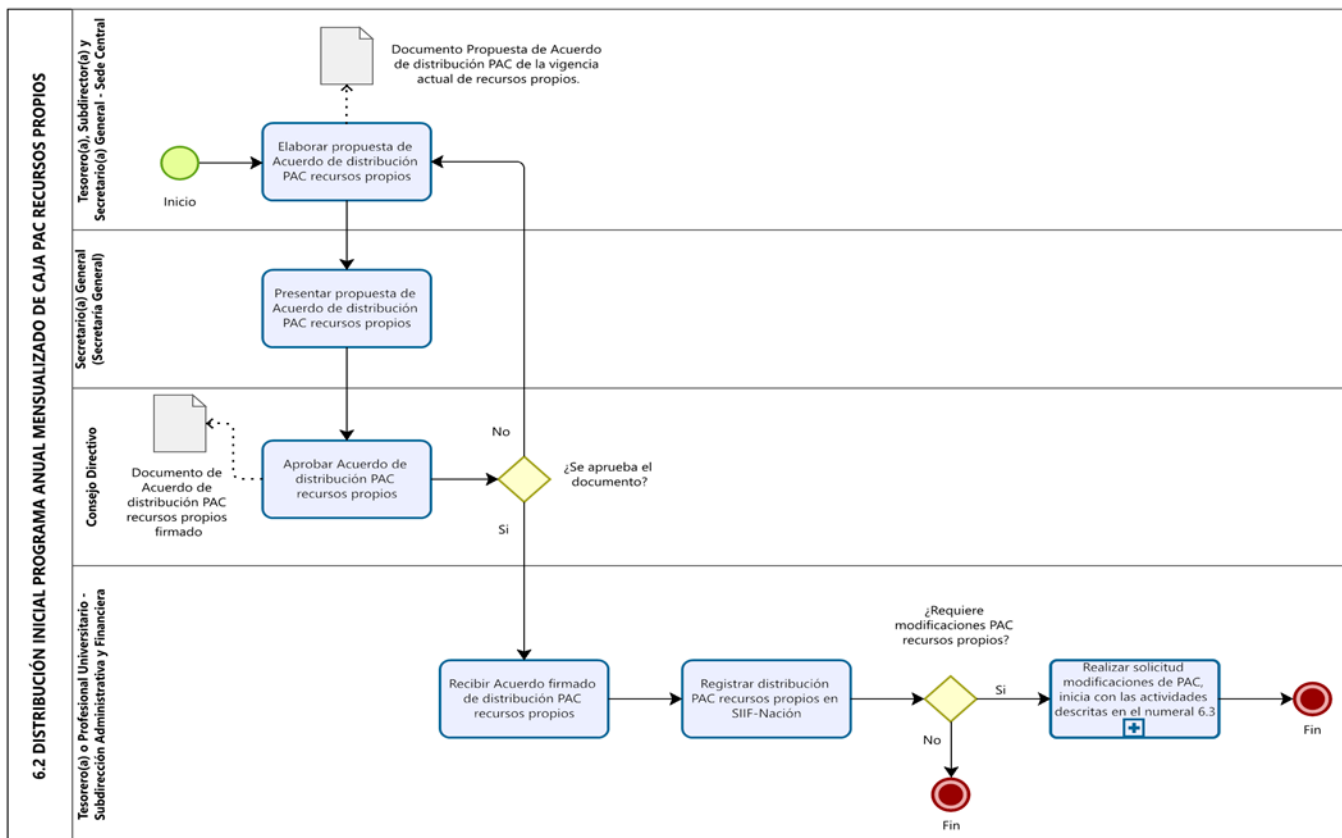 6.2 DISTRIBUCIÓN INICIAL PROGRAMA ANUAL MENSUALIZADO DE CAJA PAC RECURSOS PROPIOS
Tesorero(a), Subdirector(a) y
Secretario(a) General - Sede Central
Documento Propuesta de Acuerdo
de distribución PAC de la vigencia
actual de recursos propios.
Inicio
Elaborar propuesta de
Acuerdo de distribución
PAC recursos propios
Secretario(a) General
(Secretaría General)
Presentar propuesta de
Acuerdo de distribución
PAC recursos propios
Consejo Directivo
Documento de
Acuerdo de
distribución PAC
recursos propios
firmado
Aprobar Acuerdo de
distribución PAC
recursos propios
No
¿Se aprueba el
documento?
Si
Tesorero(a) o Profesional Universitario -
Subdirección Administrativa y Financiera
Recibir Acuerdo firmado
de distribución PAC
recursos propios
Registrar distribución
PAC recursos propios en
SIIF-Nación
¿Requiere
modificaciones PAC
recursos propios?
Si
No
Fin
Realizar solicitud
modificaciones de PAC,
inicia con las actividades
descritas en el numeral 6.3
Fin